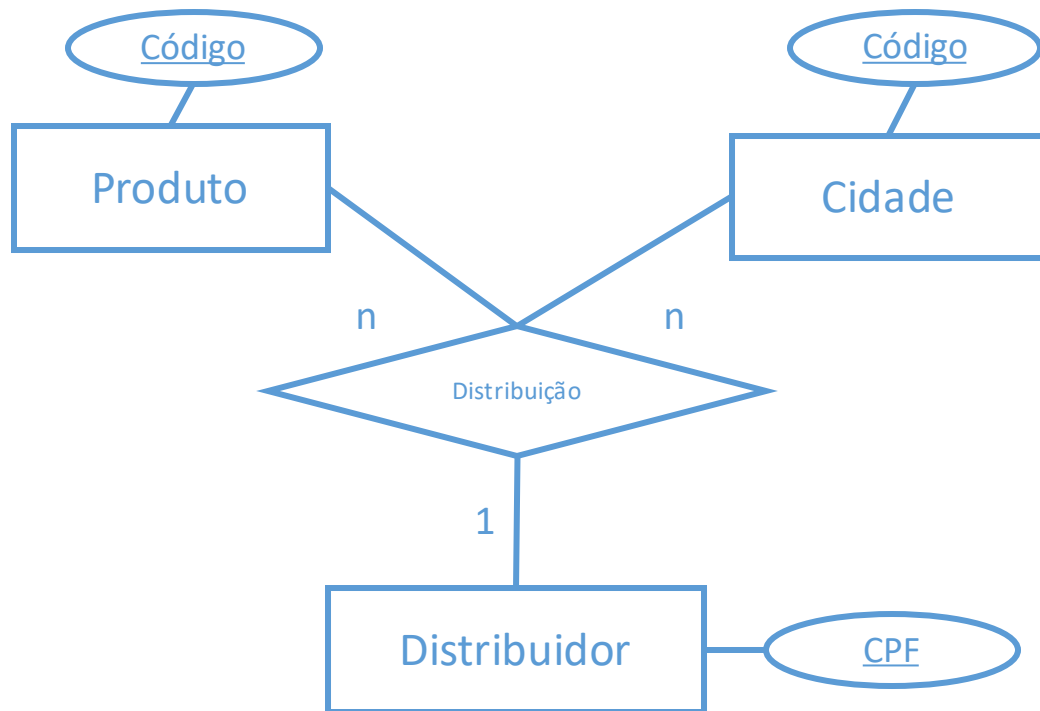 Código
Código
Produto
Cidade
n
n
Distribuição
1
Distribuidor
CPF